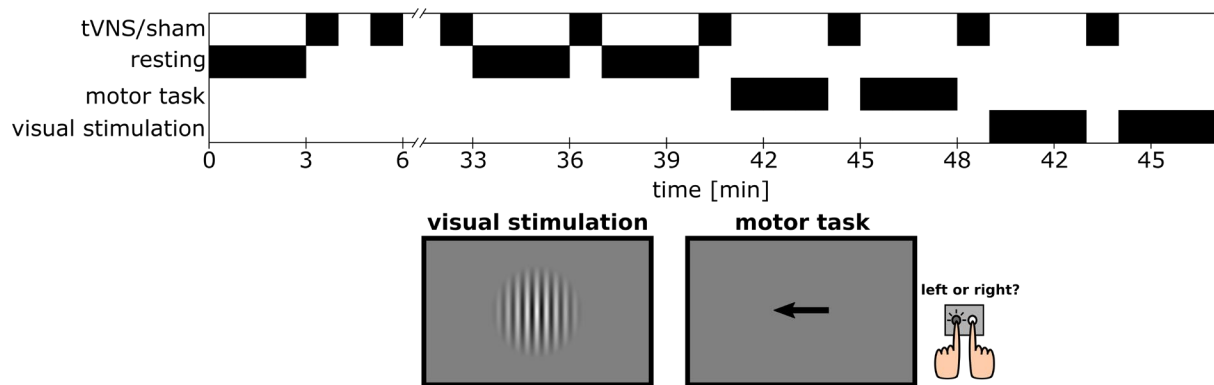 tVNS/sham
resting
motor task
visual stimulation
0 3 6 33 36 39 42 45 48 42 45
time [min]
visual stimulation motor task
left or right?